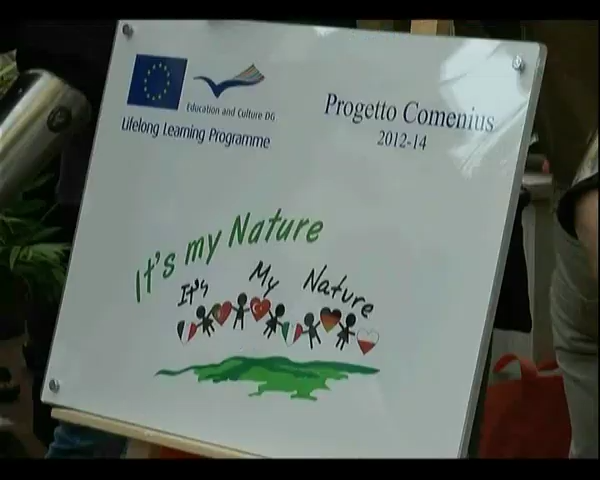 Education and Culture DG
Lifelong Learning Programme
Progetto Comenius
2012-14
It's my Nature
It's My Nature